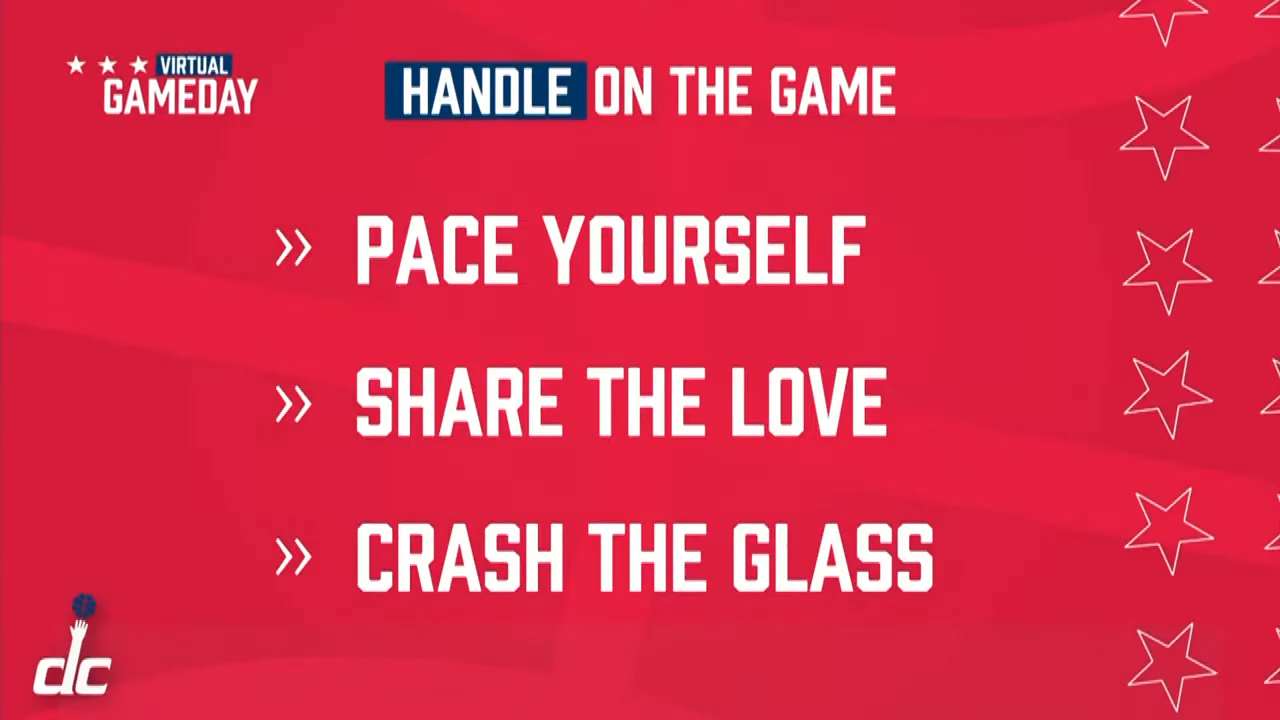 VIRTUAL
GAMEDAY
HANDLE ON THE GAME
PACE YOURSELF
SHARE THE LOVE
CRASH THE GLASS
dc